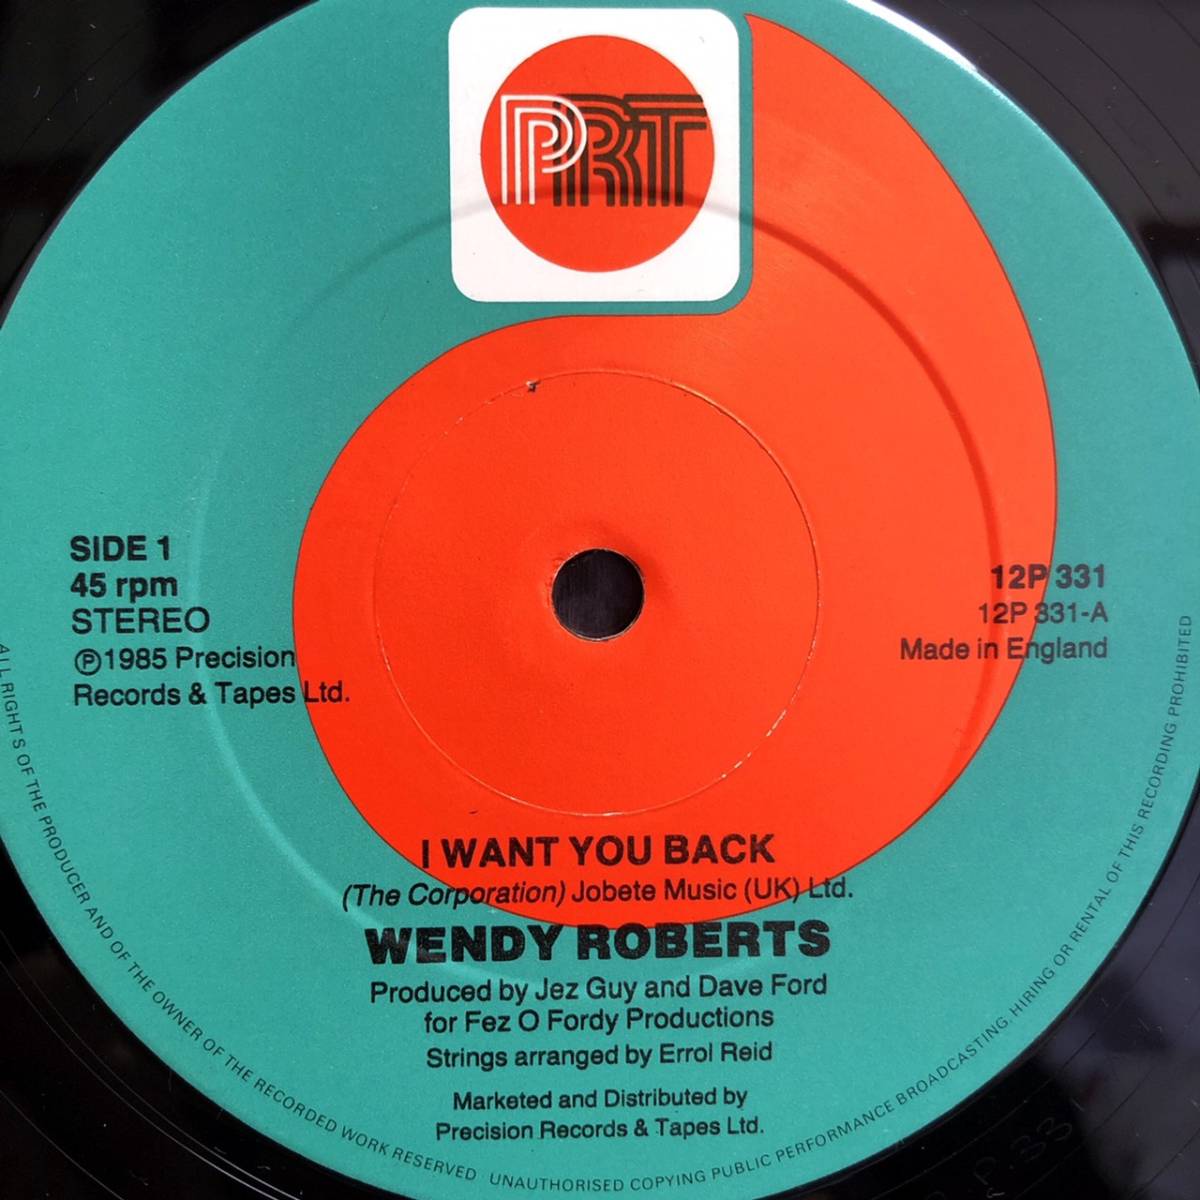 PRT
SIDE 1
45 rpm
STEREO
Ⓟ1985 Precision
Records & Tapes Ltd.
12P 331
12P 331-A
Made in England
I WANT YOU BACK
(The Corporation) Jobete Music (UK) Ltd.
WENDY ROBERTS
Produced by Jez Guy and Dave Ford
for Fez O Fordy Productions
Strings arranged by Errol Reid
Marketed and Distributed by
Precision Records & Tapes Ltd.
ALL RIGHTS OF THE PRODUCER AND OF THE OWNER OF THE RECORDED WORK RESERVED UNAUTHORISED COPYING PUBLIC PERFORMANCE BROADCASTING, HIRING OR RENTAL OF THIS RECORDING PROHIBITED